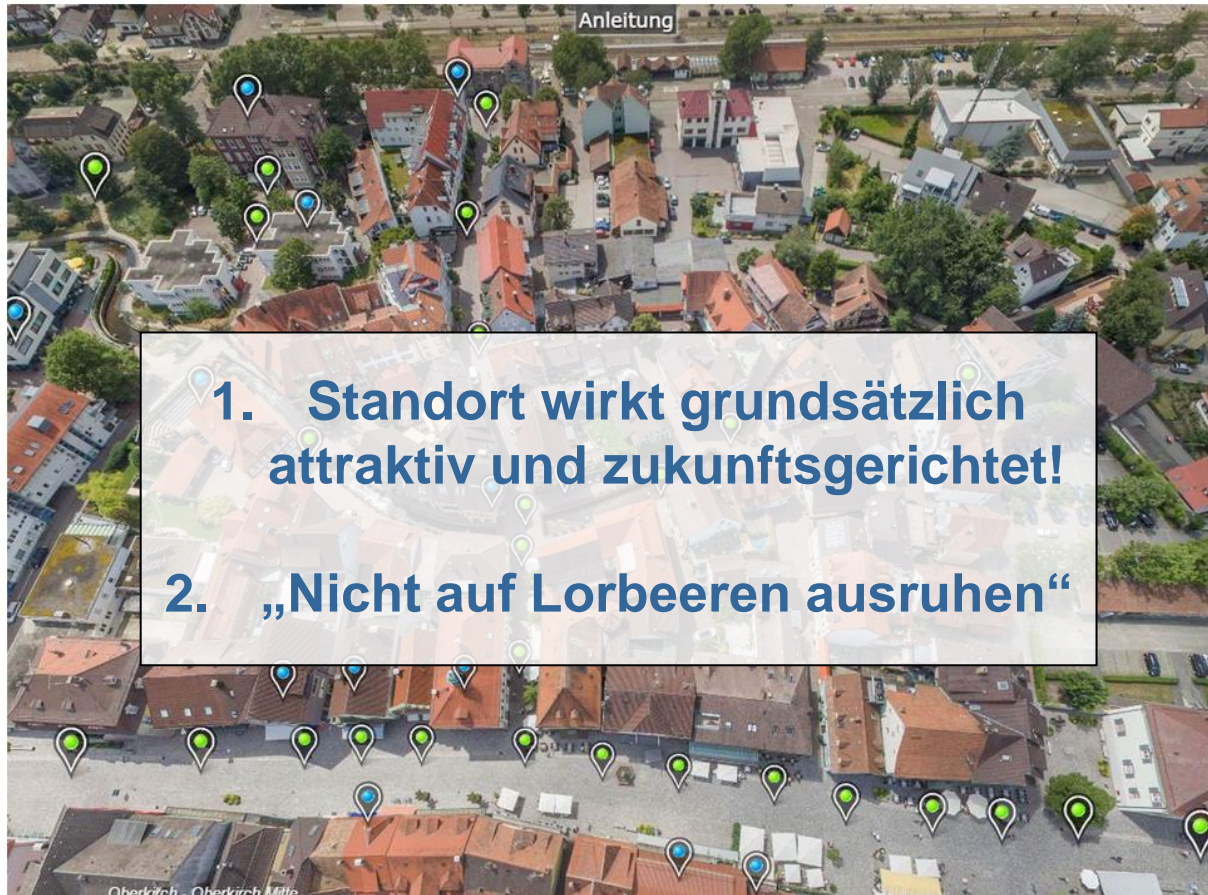 Anleitung
1. Standort wirkt grundsätzlich
attraktiv und zukunftsgerichtet!
2. „Nicht auf Lorbeeren ausruhen“
Oberkirch - Oberkirch Mitte